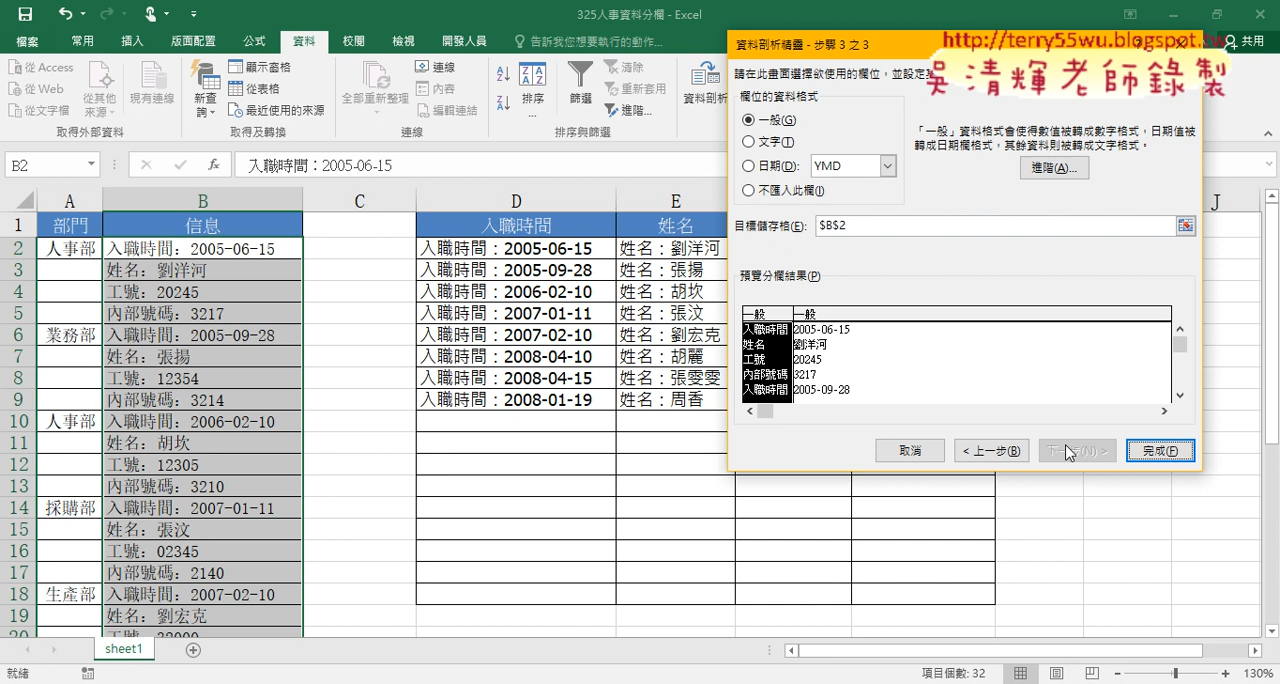 325人事資料分欄 - Excel
檔案 常用 插入 版面配置 公式 資料 校閱 檢視 開發人員 告訴我您想要執行的動作... 共用
http://terry55wu.blogspot.tw
吳清輝老師錄製
從 Access
從 Web
從文字檔
從其他來源
現有連線
取得外部資料
新查詢
顯示查詢
從表格
最近使用的來源
取得及轉換
全部重新整理
連線
內容
編輯連結
連線
排序...
篩選
清除
重新套用
進階...
排序與篩選
資料剖析
B2 fx 入職時間：2005-06-15
A B C D E J
1 部門 信息 入職時間 姓名
2 人事部 入職時間：2005-06-15 入職時間：2005-06-15 姓名：劉洋河
3 姓名：劉洋河 入職時間：2005-09-28 姓名：張揚
4 工號：20245 入職時間：2006-02-10 姓名：胡坎
5 內部號碼：3217 入職時間：2007-01-11 姓名：張汶
6 業務部 入職時間：2005-09-28 入職時間：2007-02-10 姓名：劉宏克
7 姓名：張揚 入職時間：2008-04-10 姓名：胡麗
8 工號：12354 入職時間：2008-04-15 姓名：張雯雯
9 內部號碼：3214 入職時間：2008-01-19 姓名：周香
10 人事部 入職時間：2006-02-10
11 姓名：胡坎
12 工號：12305
13 內部號碼：3210
14 採購部 入職時間：2007-01-11
15 姓名：張汶
16 工號：02345
17 內部號碼：2140
18 生產部 入職時間：2007-02-10
19 姓名：劉宏克
20
資料剖析精靈 - 步驟 3 之 3
請在此畫面選擇欲使用的欄位，並設定
欄位的資料格式
一般(G)
文字(T)
日期(D): YMD
不匯入此欄(I)
「一般」資料格式會使得數值被轉成數字格式，日期值被
轉成日期欄格式，其餘資料則被轉成文字格式。
進階(A)...
目標儲存格(E): $B$2
預覽分欄結果(P)
一般 一般
入職時間 2005-06-15
姓名 劉洋河
工號 20245
內部號碼 3217
入職時間 2005-09-28
取消 < 上一步(B) 下一步(N) > 完成(F)
sheet1
就緒 項目個數: 32 130%